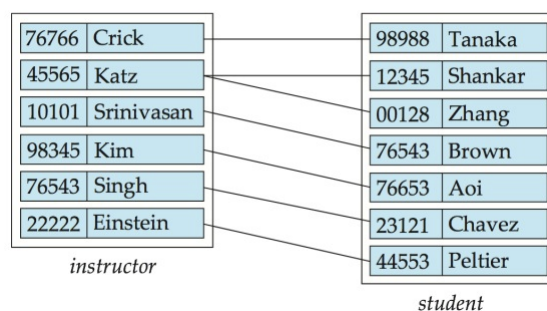 76766 Crick
45565 Katz
10101 Srinivasan
98345 Kim
76543 Singh
22222 Einstein
instructor
98988 Tanaka
12345 Shankar
00128 Zhang
76543 Brown
76653 Aoi
23121 Chavez
44553 Peltier
student